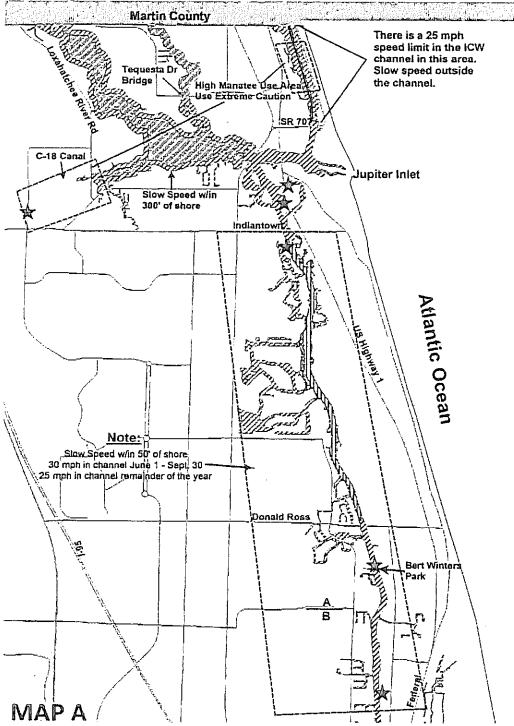 Martin County
There is a 25 mph
speed limit in the ICW
channel in this area.
Slow speed outside
the channel.
Loxahatchee River Rd
Tequesta Dr
Bridge
High Manatee Use Area
Use Extreme Caution
SR 707
C-18 Canal
Jupiter Inlet
Slow Speed w/in
300' of shore
Indiantown
Atlantic Ocean
US Highway 1
Note:
Slow Speed w/in 50' of shore
30 mph in channel June 1 - Sept. 30
25 mph in channel remainder of the year
Donald Ross
I-95
Bert Winters
Park
A
B
Federal
MAP A